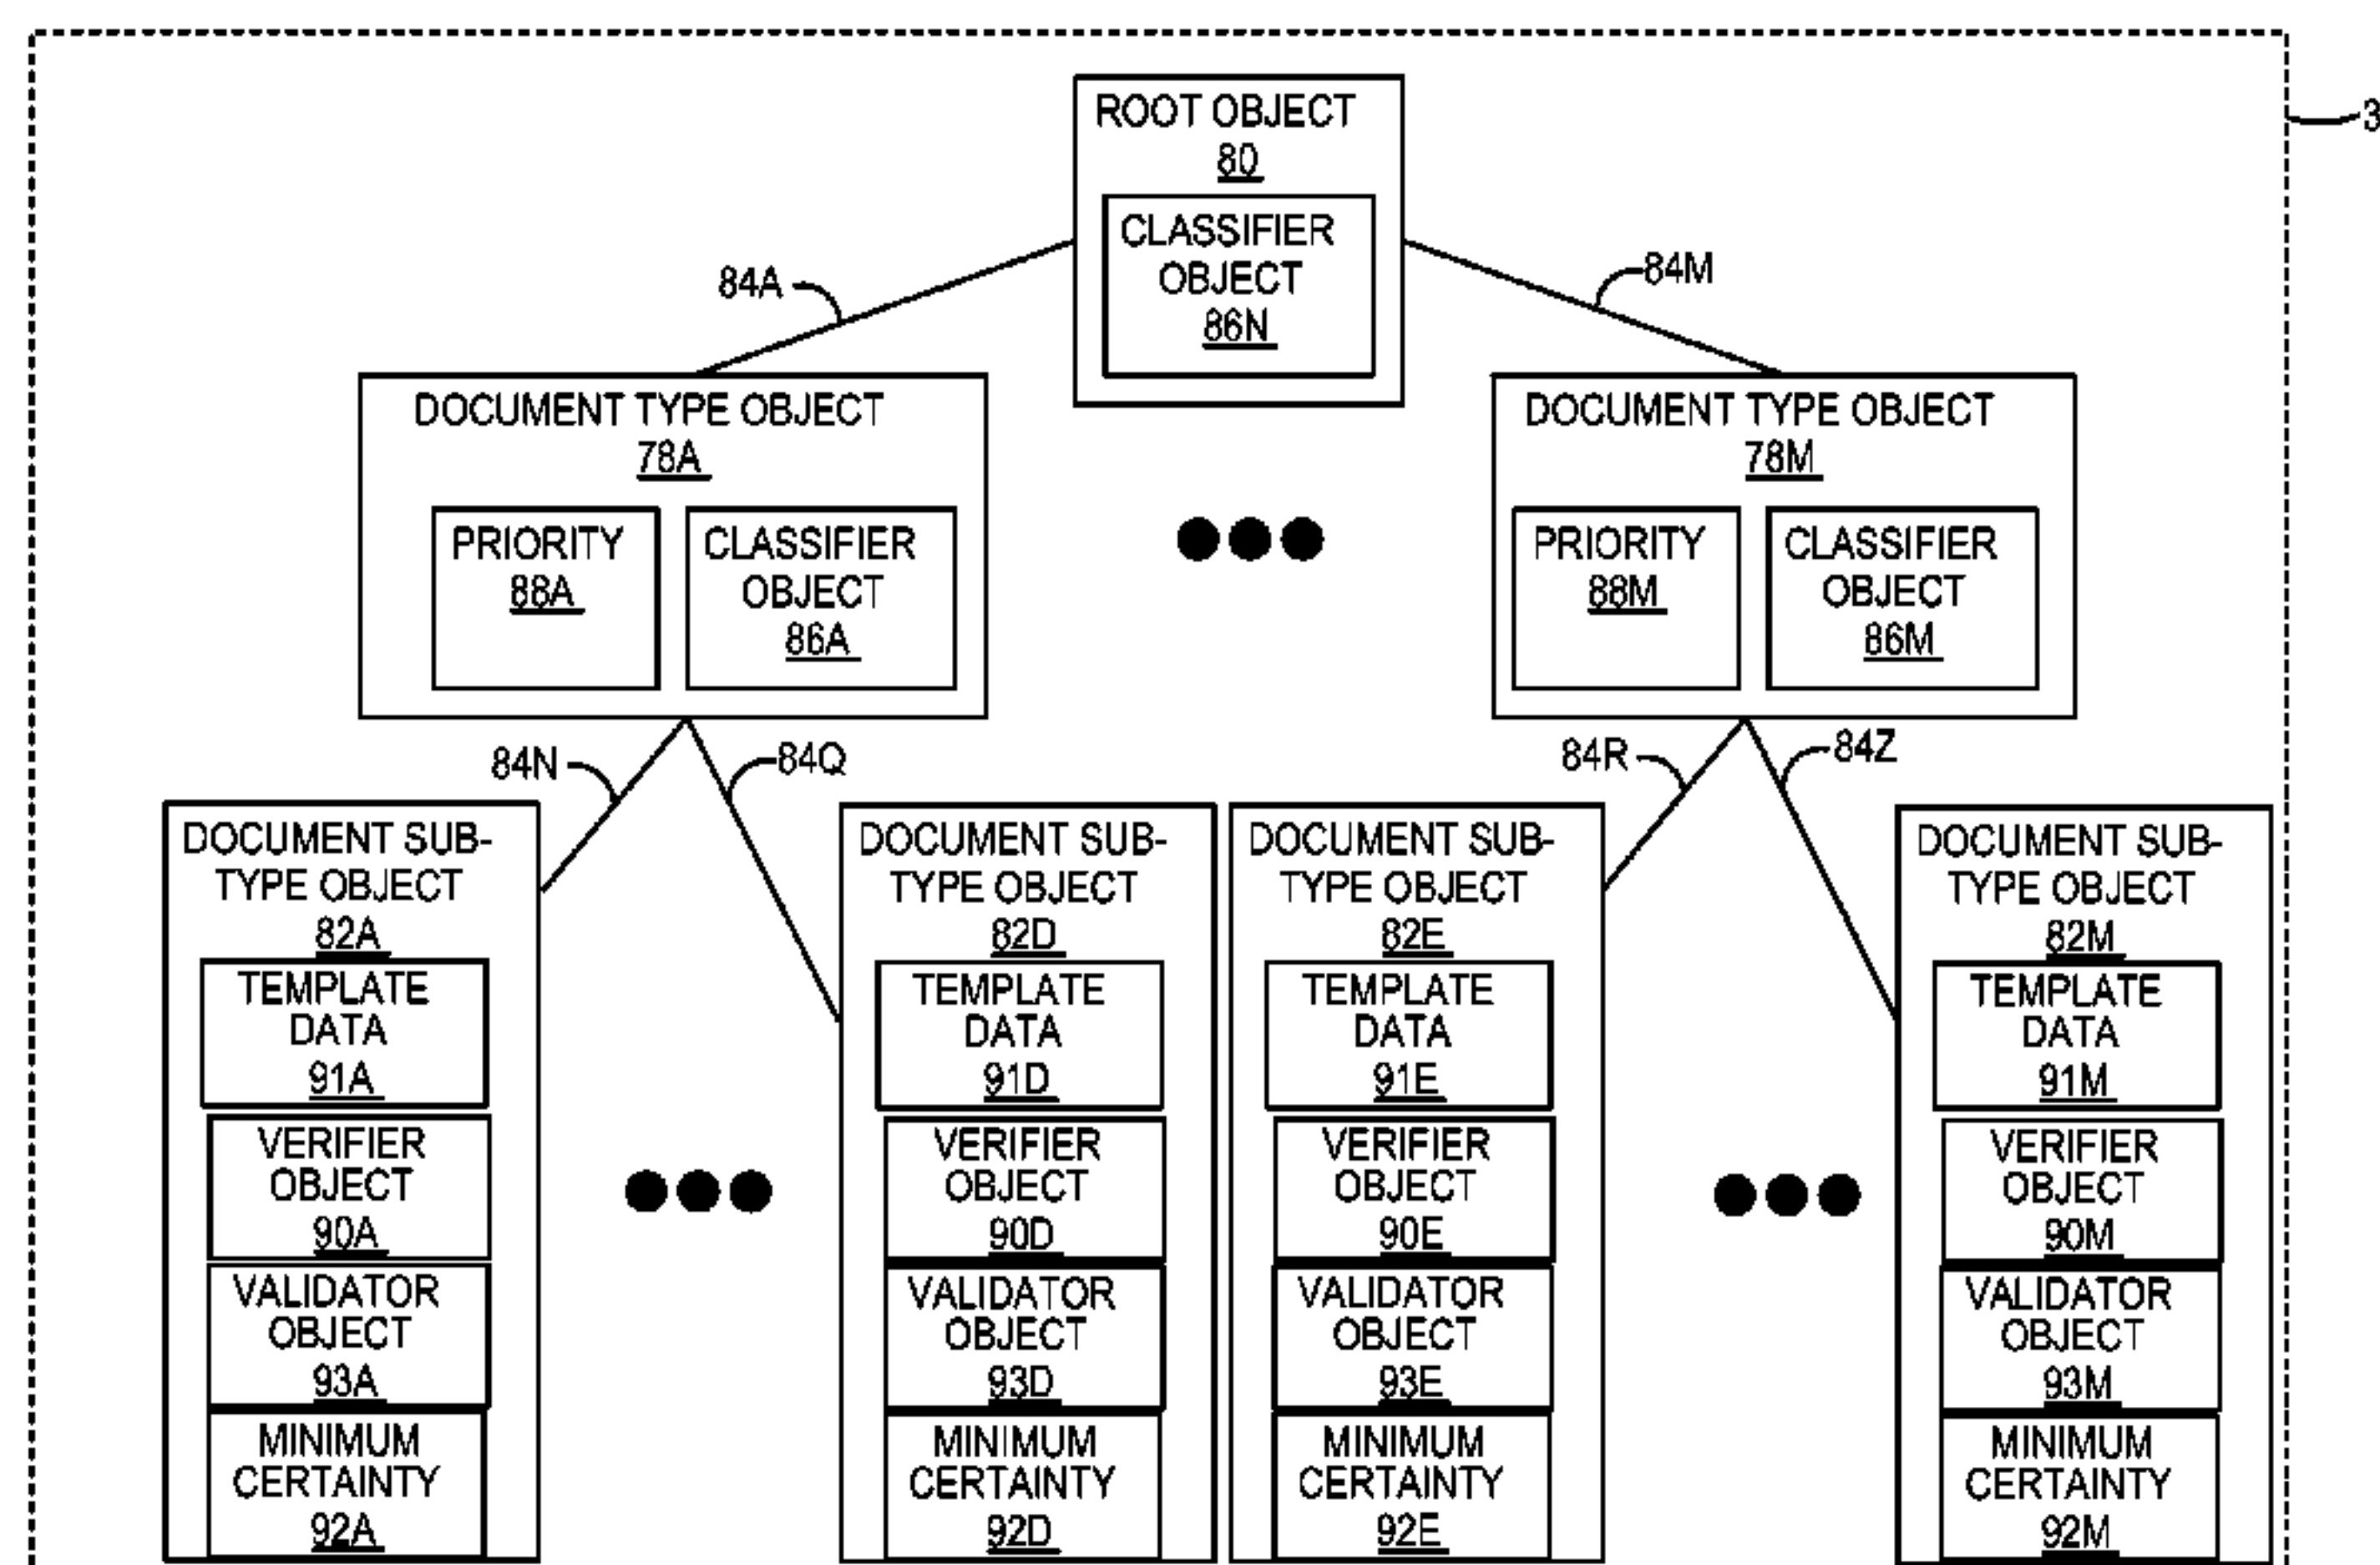 ROOT OBJECT
80
CLASSIFIER
OBJECT
86N
3
84A
84M
DOCUMENT TYPE OBJECT
78A
PRIORITY
88A
CLASSIFIER
OBJECT
86A
DOCUMENT TYPE OBJECT
78M
PRIORITY
88M
CLASSIFIER
OBJECT
86M
84N
84Q
84R
84Z
DOCUMENT SUB-
TYPE OBJECT
82A
TEMPLATE
DATA
91A
VERIFIER
OBJECT
90A
VALIDATOR
OBJECT
93A
MINIMUM
CERTAINTY
92A
DOCUMENT SUB-
TYPE OBJECT
82D
TEMPLATE
DATA
91D
VERIFIER
OBJECT
90D
VALIDATOR
OBJECT
93D
MINIMUM
CERTAINTY
92D
DOCUMENT SUB-
TYPE OBJECT
82E
TEMPLATE
DATA
91E
VERIFIER
OBJECT
90E
VALIDATOR
OBJECT
93E
MINIMUM
CERTAINTY
92E
DOCUMENT SUB-
TYPE OBJECT
82M
TEMPLATE
DATA
91M
VERIFIER
OBJECT
90M
VALIDATOR
OBJECT
93M
MINIMUM
CERTAINTY
92M